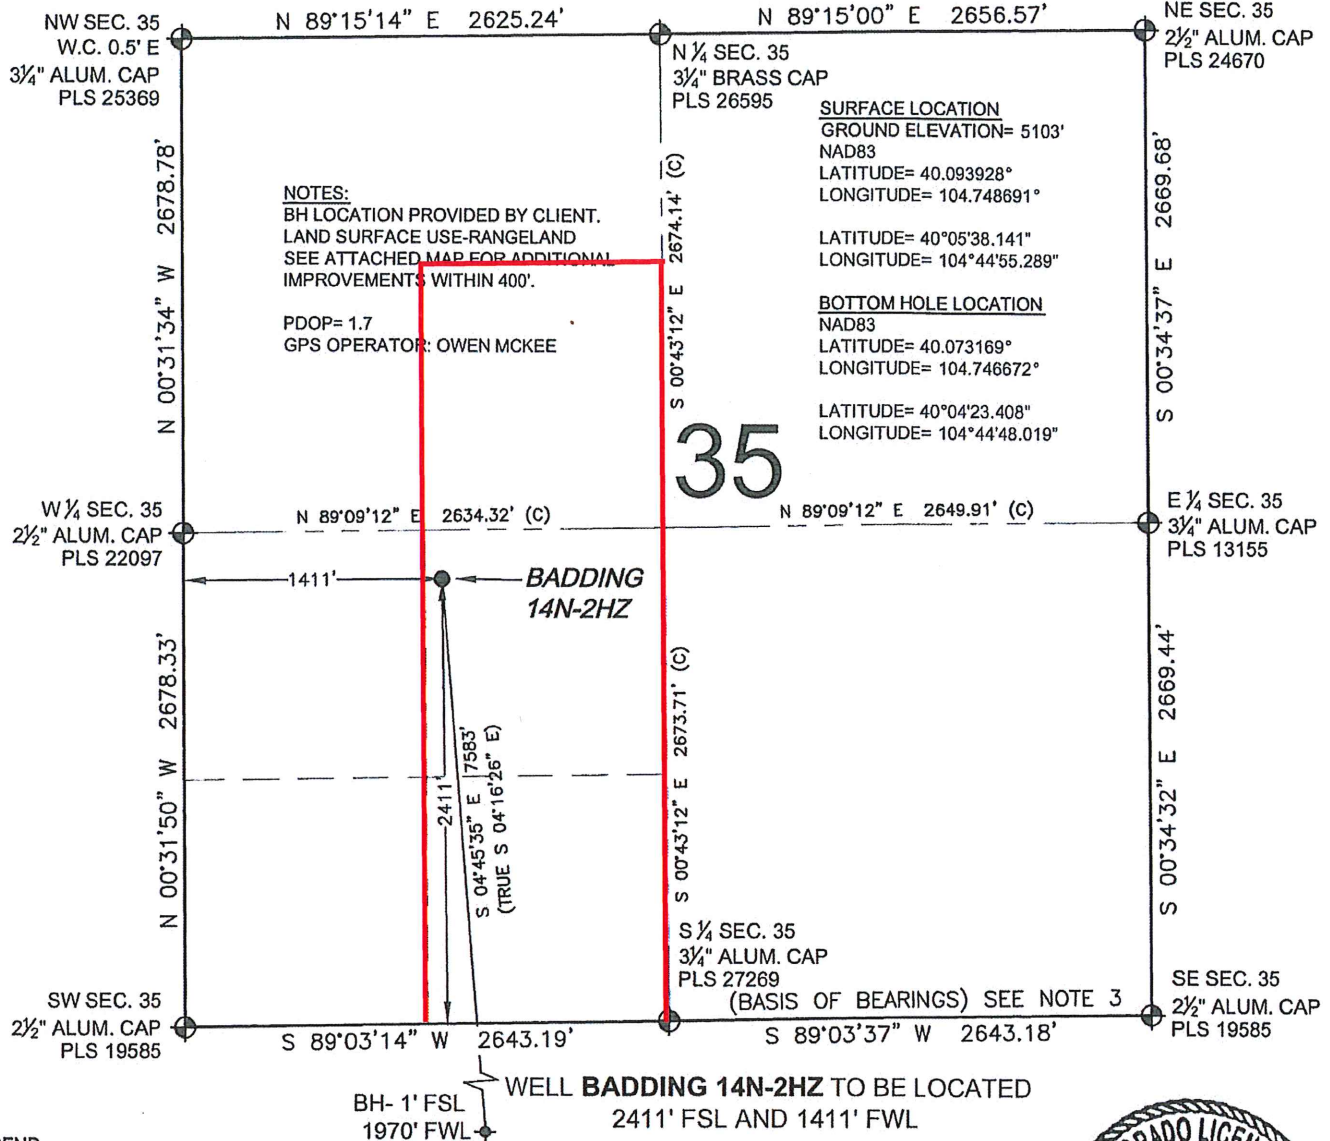 NW SEC. 35
W.C. 0.5' E
3¼" ALUM. CAP
PLS 25369
N 89°15'14" E 2625.24'
N 89°15'00" E 2656.57'
NE SEC. 35
2½" ALUM. CAP
PLS 24670
N ¼ SEC. 35
3¼" BRASS CAP
PLS 26595
SURFACE LOCATION
GROUND ELEVATION= 5103'
NAD83
LATITUDE= 40.093928°
LONGITUDE= 104.748691°
LATITUDE= 40°05'38.141"
LONGITUDE= 104°44'55.289"
BOTTOM HOLE LOCATION
NAD83
LATITUDE= 40.073169°
LONGITUDE= 104.746672°
LATITUDE= 40°04'23.408"
LONGITUDE= 104°44'48.019"
NOTES:
BH LOCATION PROVIDED BY CLIENT.
LAND SURFACE USE-RANGELAND
SEE ATTACHED MAP FOR ADDITIONAL
IMPROVEMENTS WITHIN 400'.
PDOP= 1.7
GPS OPERATOR: OWEN MCKEE
N 00°31'34" W 2678.78'
S 00°43'12" E 2674.14' (C)
S 00°34'37" E 2669.68'
35
W ¼ SEC. 35
2½" ALUM. CAP
PLS 22097
N 89°09'12" E 2634.32' (C)
N 89°09'12" E 2649.91' (C)
E ¼ SEC. 35
3¼" ALUM. CAP
PLS 13155
1411'
BADDING
14N-2HZ
N 00°31'50" W 2678.33'
2411'
S 04°45'35" E 7583'
(TRUE S 04°16'26" E)
S 00°43'12" E 2673.71' (C)
S 00°34'32" E 2669.44'
S ¼ SEC. 35
3¼" ALUM. CAP
PLS 27269
(BASIS OF BEARINGS) SEE NOTE 3
SW SEC. 35
2½" ALUM. CAP
PLS 19585
S 89°03'14" W 2643.19'
S 89°03'37" W 2643.18'
SE SEC. 35
2½" ALUM. CAP
PLS 19585
WELL BADDING 14N-2HZ TO BE LOCATED
2411' FSL AND 1411' FWL
BH- 1' FSL
1970' FWL